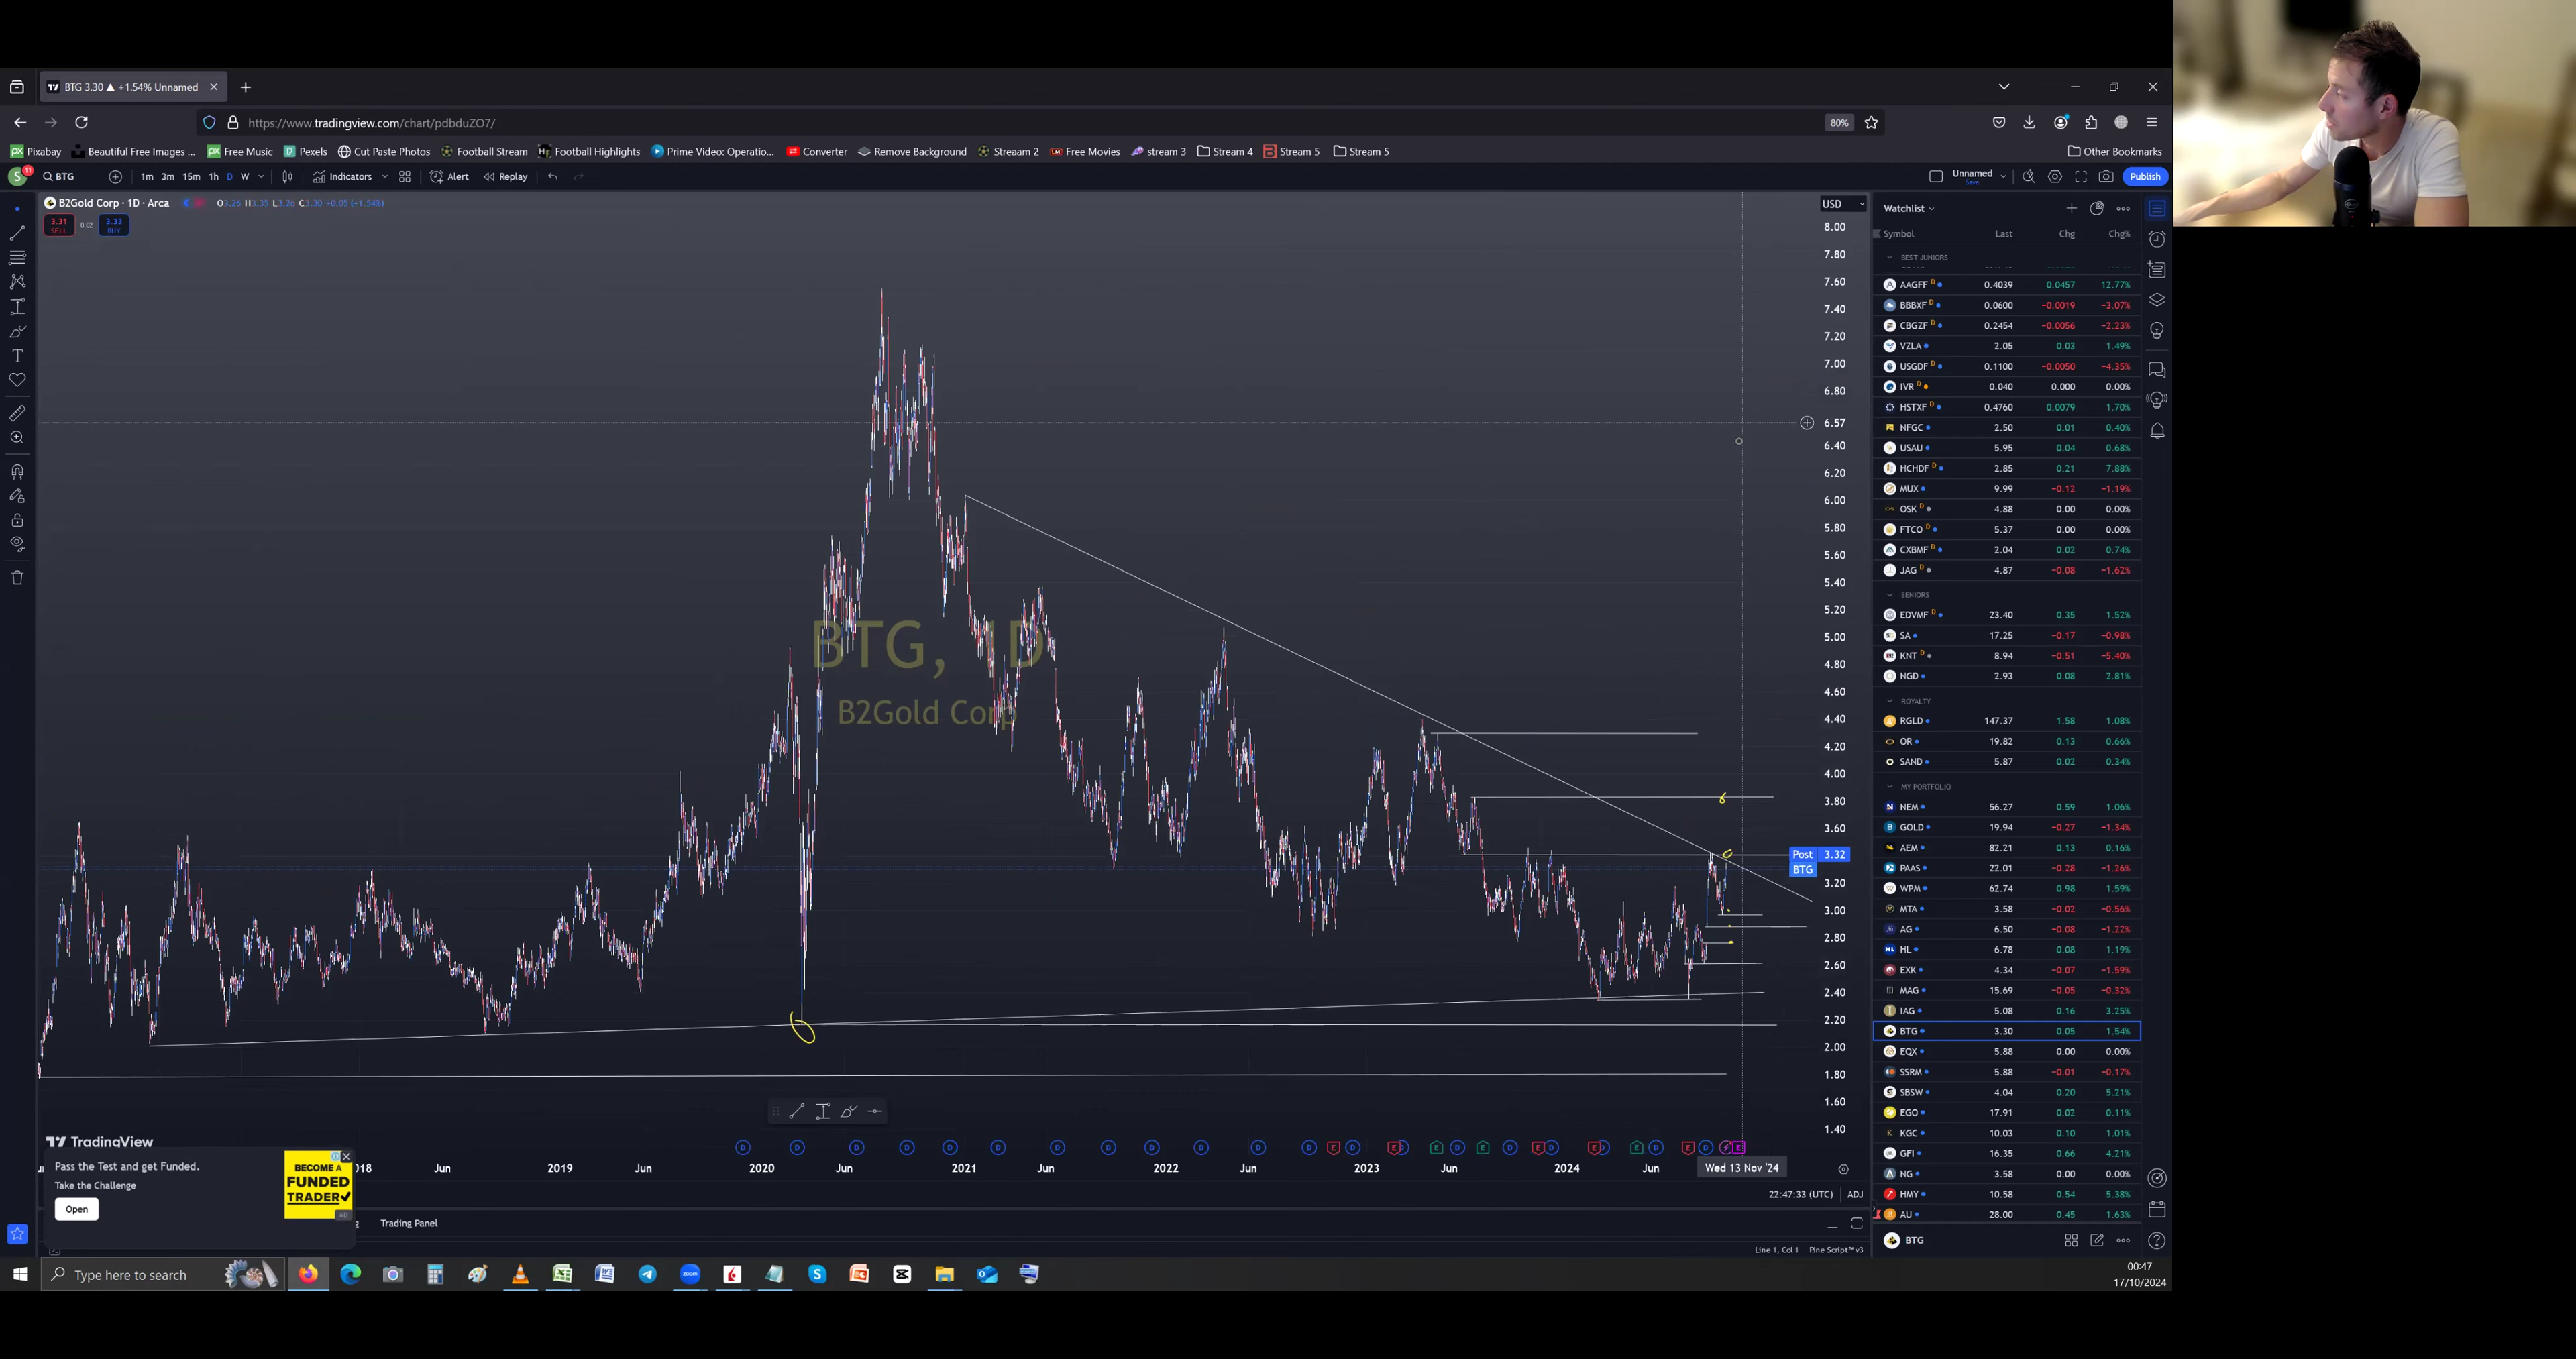 BTG 3.30 ▲ +1.54% Unnamed
https://www.tradingview.com/chart/pdbduZO7/
80%
Pixabay Beautiful Free Images ... Free Music Pexels Cut Paste Photos Football Stream Football Highlights Prime Video: Operatio... Converter Remove Background Streaam 2 Free Movies stream 3 Stream 4 Stream 5 Stream 5 Other Bookmarks
S 11 BTG 1m 3m 15m 1h D W Indicators Alert Replay Unnamed Save Publish
B2Gold Corp · 1D · Arca O3.26 H3.35 L3.26 C3.30 +0.05 (+1.54%)
3.31 SELL 0.02 3.33 BUY
USD
8.00
7.80
7.60
7.40
7.20
7.00
6.80
6.57
6.40
6.20
6.00
5.80
5.60
5.40
5.20
5.00
4.80
4.60
4.40
4.20
4.00
3.80
3.60
Post 3.32
BTG
3.20
3.00
2.80
2.60
2.40
2.20
2.00
1.80
1.60
1.40
BTG, 1D
B2Gold Corp
TradingView
Pass the Test and get Funded.
Take the Challenge
Open
BECOME A
FUNDED
TRADER
AD
018 Jun 2019 Jun 2020 Jun 2021 Jun 2022 Jun 2023 Jun 2024 Jun Wed 13 Nov '24
22:47:33 (UTC) ADJ
Trading Panel
Line 1, Col 1 Pine Script™ v3
Watchlist
Symbol Last Chg Chg%
BEST JUNIORS
AAGFF D 0.4039 0.0457 12.77%
BBBXF D 0.0600 −0.0019 −3.07%
CBGZF D 0.2454 −0.0056 −2.23%
VZLA 2.05 0.03 1.49%
USGDF D 0.1100 −0.0050 −4.35%
IVR D 0.040 0.000 0.00%
HSTXF D 0.4760 0.0079 1.70%
NFGC 2.50 0.01 0.40%
USAU 5.95 0.04 0.68%
HCHDF D 2.85 0.21 7.88%
MUX 9.99 −0.12 −1.19%
OSK D 4.88 0.00 0.00%
FTCO D 5.37 0.00 0.00%
CXBMF D 2.04 0.02 0.74%
JAG D 4.87 −0.08 −1.62%
SENIORS
EDVMF D 23.40 0.35 1.52%
SA 17.25 −0.17 −0.98%
KNT D 8.94 −0.51 −5.40%
NGD 2.93 0.08 2.81%
ROYALTY
RGLD 147.37 1.58 1.08%
OR 19.82 0.13 0.66%
SAND 5.87 0.02 0.34%
MY PORTFOLIO
NEM 56.27 0.59 1.06%
GOLD 19.94 −0.27 −1.34%
AEM 82.21 0.13 0.16%
PAAS 22.01 −0.28 −1.26%
WPM 62.74 0.98 1.59%
MTA 3.58 −0.02 −0.56%
AG 6.50 −0.08 −1.22%
HL 6.78 0.08 1.19%
EXK 4.34 −0.07 −1.59%
MAG 15.69 −0.05 −0.32%
IAG 5.08 0.16 3.25%
BTG 3.30 0.05 1.54%
EQX 5.88 0.00 0.00%
SSRM 5.88 −0.01 −0.17%
SBSW 4.04 0.20 5.21%
EGO 17.91 0.02 0.11%
KGC 10.03 0.10 1.01%
GFI 16.35 0.66 4.21%
NG 3.58 0.00 0.00%
HMY 10.58 0.54 5.38%
AU 28.00 0.45 1.63%
BTG
Type here to search
00:47
17/10/2024